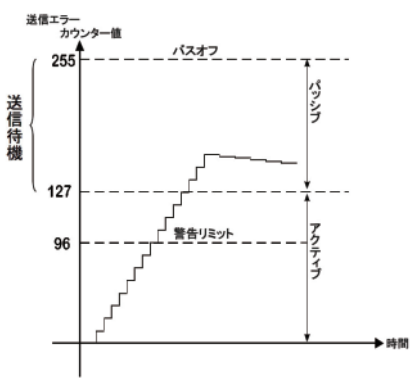 送信エラー
カウンター値
255
バスオフ
送信待機
パッシブ
127
警告リミット
96
アクティブ
時間